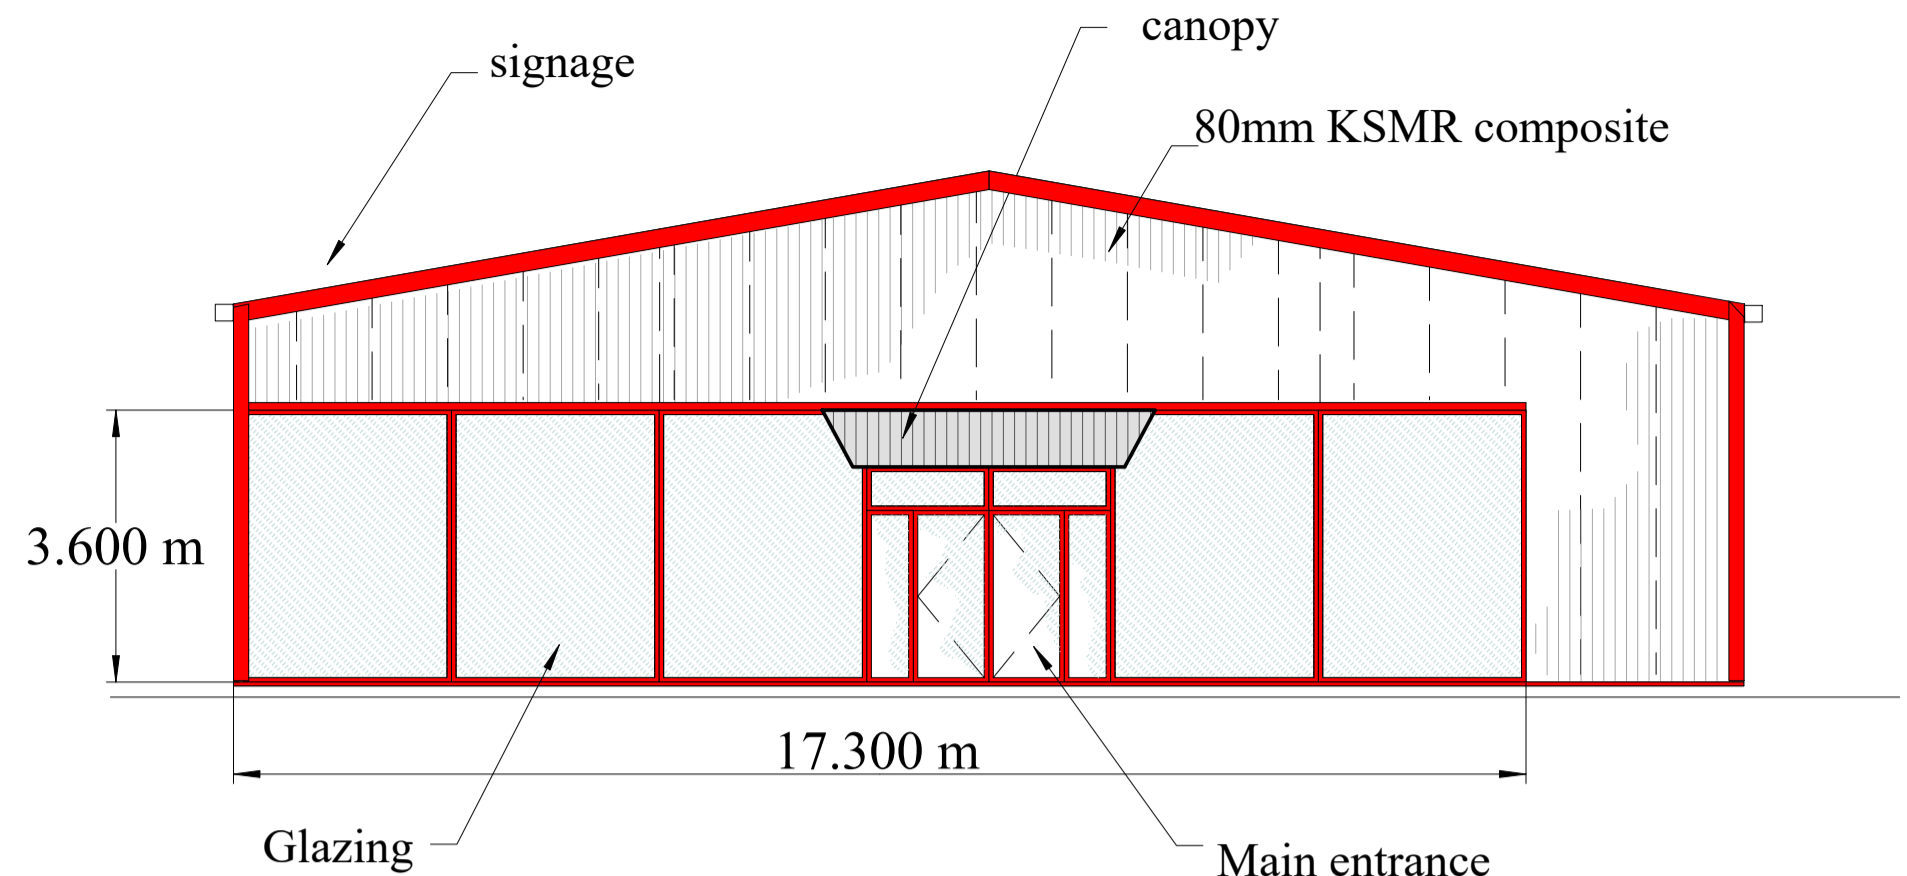 canopy
signage
80mm KSMR composite
3.600 m
17.300 m
Glazing
Main entrance